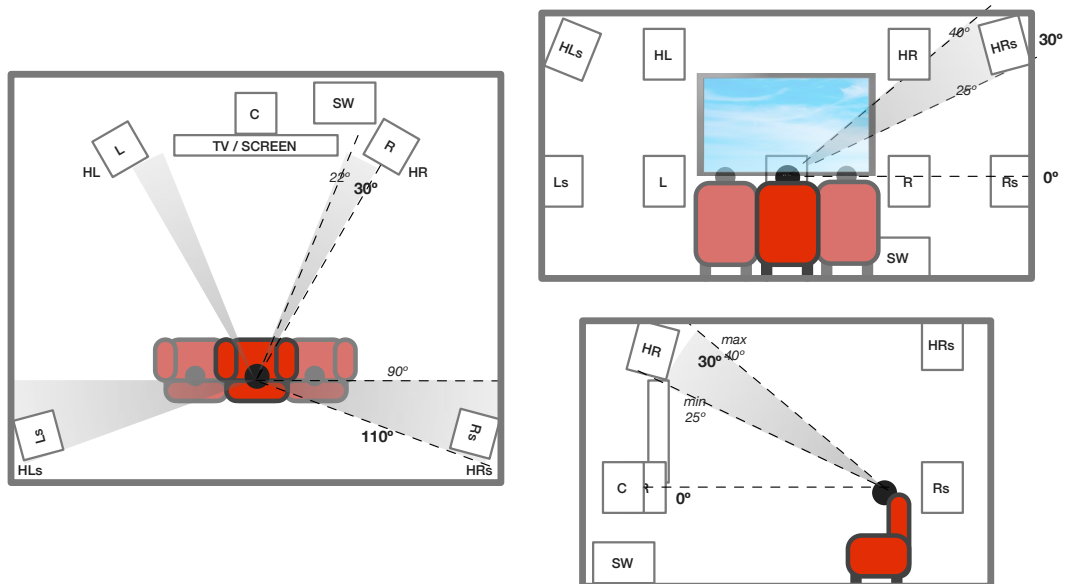 SW
C
L
TV / SCREEN
R
HL
22º
30º
HR
90º
110º
Ls
Rs
HLs
HRs
HLs
HL
HR
40º
HRs
30º
25º
Ls
L
R
Rs
0º
SW
HR
max
30º
40º
HRs
min
25º
C
R
0º
Rs
SW